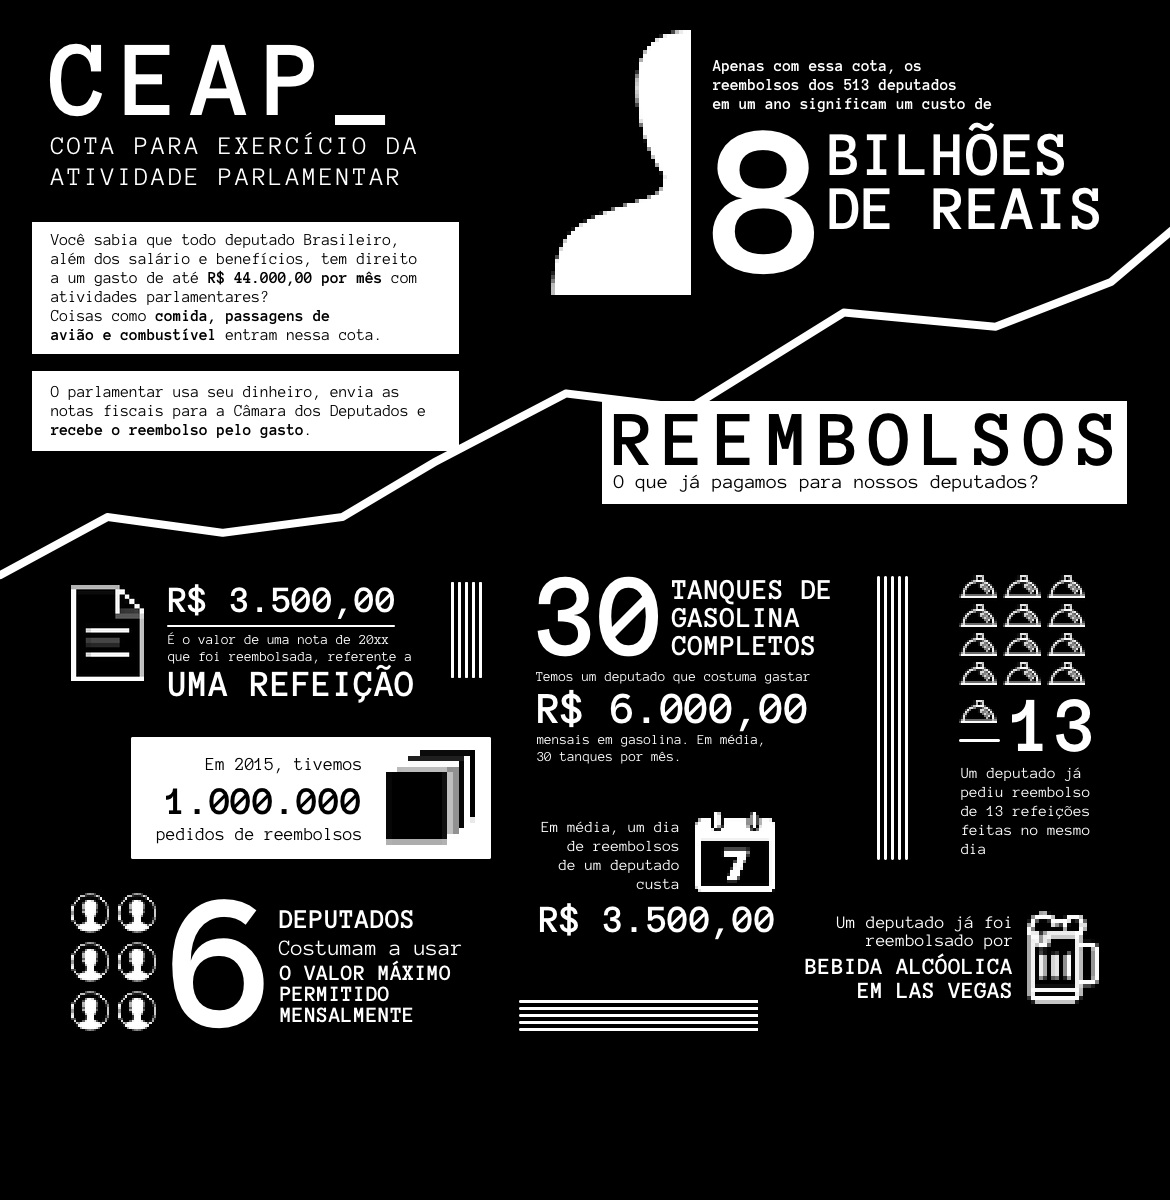 CEAP_
COTA PARA EXERCÍCIO DA
ATIVIDADE PARLAMENTAR
Você sabia que todo deputado Brasileiro,
além dos salário e benefícios, tem direito
a um gasto de até R$ 44.000,00 por mês com
atividades parlamentares?
Coisas como comida, passagens de
avião e combustível entram nessa cota.
O parlamentar usa seu dinheiro, envia as
notas fiscais para a Câmara dos Deputados e
recebe o reembolso pelo gasto.
Apenas com essa cota, os
reembolsos dos 513 deputados
em um ano significam um custo de
8 BILHÕES
DE REAIS
REEMBOLSOS
O que já pagamos para nossos deputados?
R$ 3.500,00
É o valor de uma nota de 20xx
que foi reembolsada, referente a
UMA REFEIÇÃO
Em 2015, tivemos
1.000.000
pedidos de reembolsos
6 DEPUTADOS
Costumam a usar
O VALOR MÁXIMO
PERMITIDO
MENSALMENTE
30 TANQUES DE
GASOLINA
COMPLETOS
Temos um deputado que costuma gastar
R$ 6.000,00
mensais em gasolina. Em média,
30 tanques por mês.
Em média, um dia
de reembolsos
de um deputado
custa
7
R$ 3.500,00
13
Um deputado já
pediu reembolso
de 13 refeições
feitas no mesmo
dia
Um deputado já foi
reembolsado por
BEBIDA ALCÓOLICA
EM LAS VEGAS